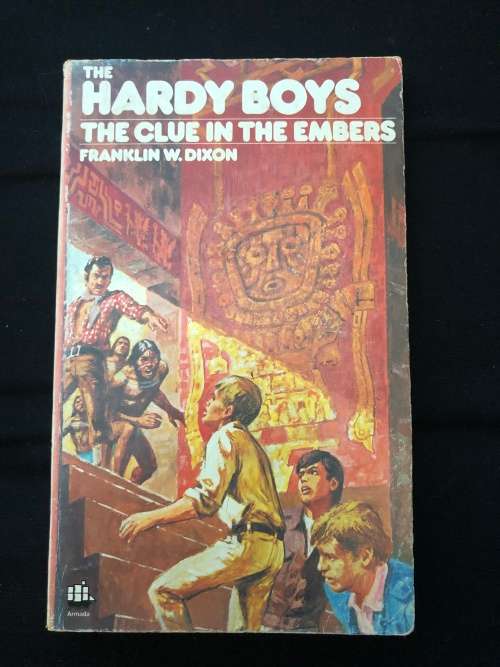 THE
HARDY BOYS
THE CLUE IN THE EMBERS
FRANKLIN W. DIXON
Armada